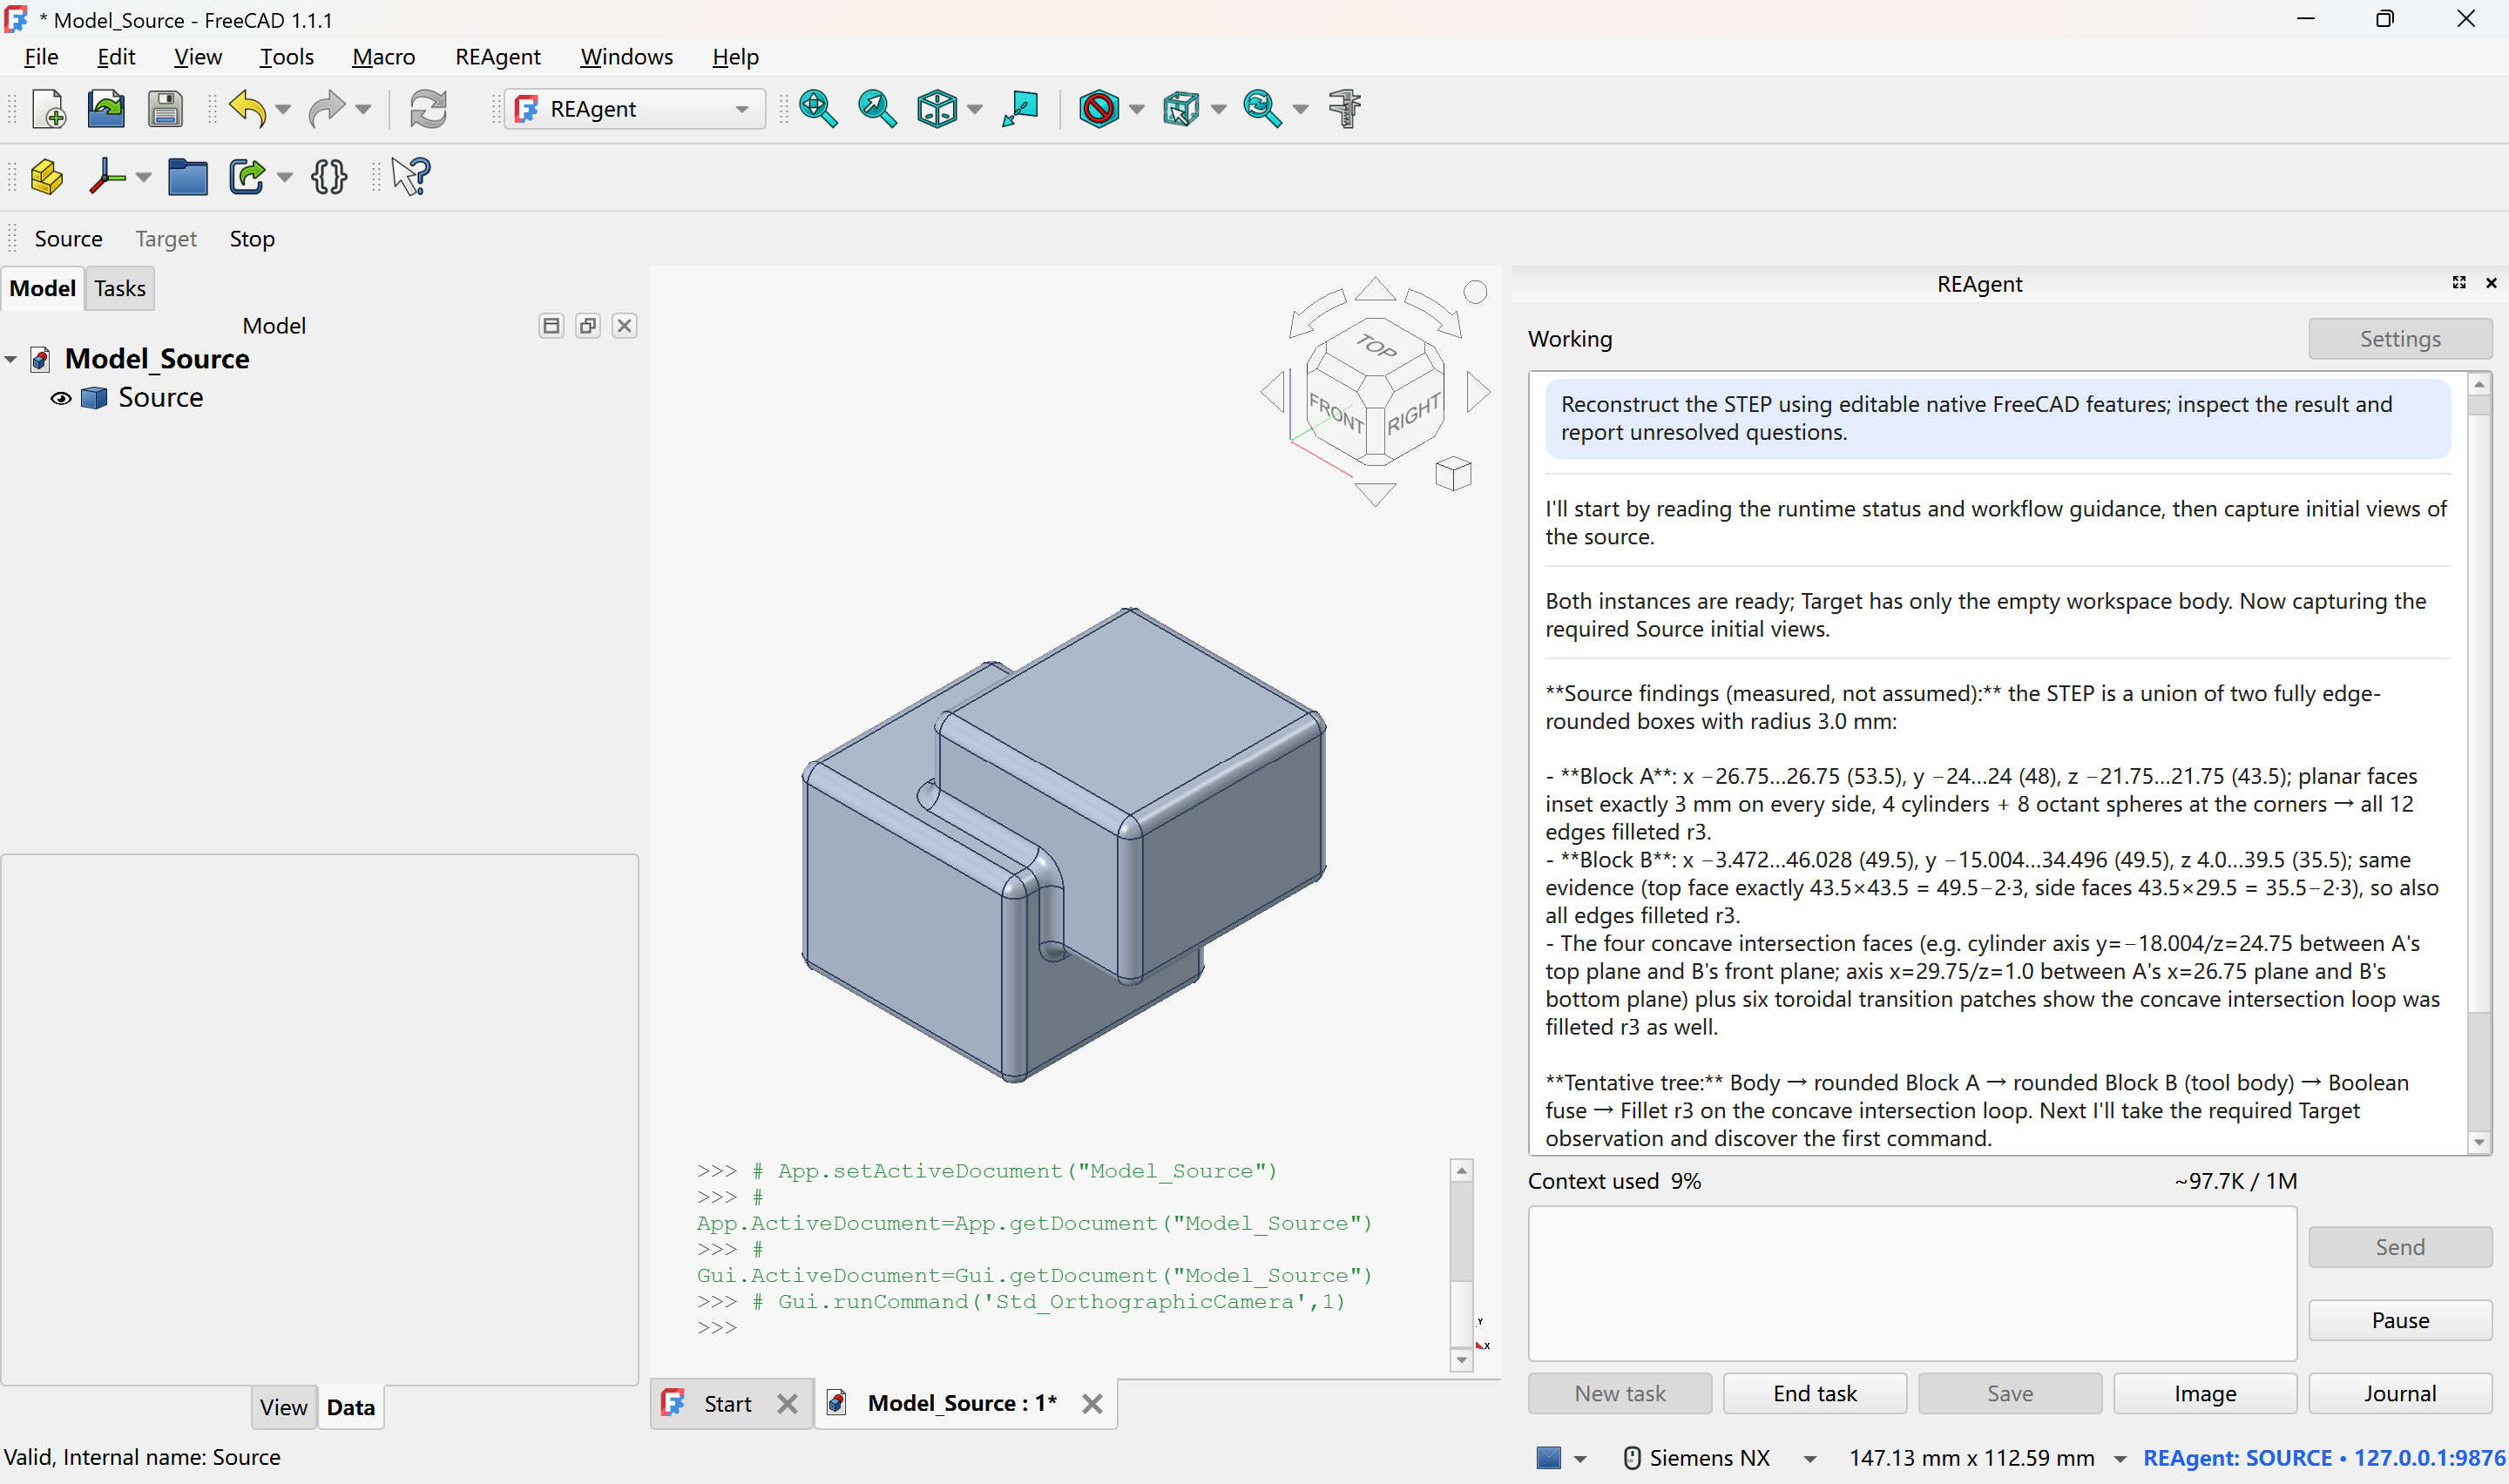 * Model_Source - FreeCAD 1.1.1
File Edit View Tools Macro REAgent Windows Help
REAgent
Source Target Stop
Model Tasks
Model
Model_Source
Source
TOP
FRONT RIGHT
>>> # App.setActiveDocument("Model_Source")
>>> #
App.ActiveDocument=App.getDocument("Model_Source")
>>> #
Gui.ActiveDocument=Gui.getDocument("Model_Source")
>>> # Gui.runCommand('Std_OrthographicCamera',1)
>>>
Y
X
View Data
Start Model_Source : 1*
REAgent
Working Settings
Reconstruct the STEP using editable native FreeCAD features; inspect the result and
report unresolved questions.
I'll start by reading the runtime status and workflow guidance, then capture initial views of
the source.
Both instances are ready; Target has only the empty workspace body. Now capturing the
required Source initial views.
**Source findings (measured, not assumed):** the STEP is a union of two fully edge-
rounded boxes with radius 3.0 mm:
- **Block A**: x −26.75…26.75 (53.5), y −24…24 (48), z −21.75…21.75 (43.5); planar faces
inset exactly 3 mm on every side, 4 cylinders + 8 octant spheres at the corners → all 12
edges filleted r3.
- **Block B**: x −3.472…46.028 (49.5), y −15.004…34.496 (49.5), z 4.0…39.5 (35.5); same
evidence (top face exactly 43.5×43.5 = 49.5−2·3, side faces 43.5×29.5 = 35.5−2·3), so also
all edges filleted r3.
- The four concave intersection faces (e.g. cylinder axis y=−18.004/z=24.75 between A's
top plane and B's front plane; axis x=29.75/z=1.0 between A's x=26.75 plane and B's
bottom plane) plus six toroidal transition patches show the concave intersection loop was
filleted r3 as well.
**Tentative tree:** Body → rounded Block A → rounded Block B (tool body) → Boolean
fuse → Fillet r3 on the concave intersection loop. Next I'll take the required Target
observation and discover the first command.
Context used 9% ~97.7K / 1M
Send
Pause
New task End task Save Image Journal
Valid, Internal name: Source
Siemens NX 147.13 mm x 112.59 mm REAgent: SOURCE • 127.0.0.1:9876